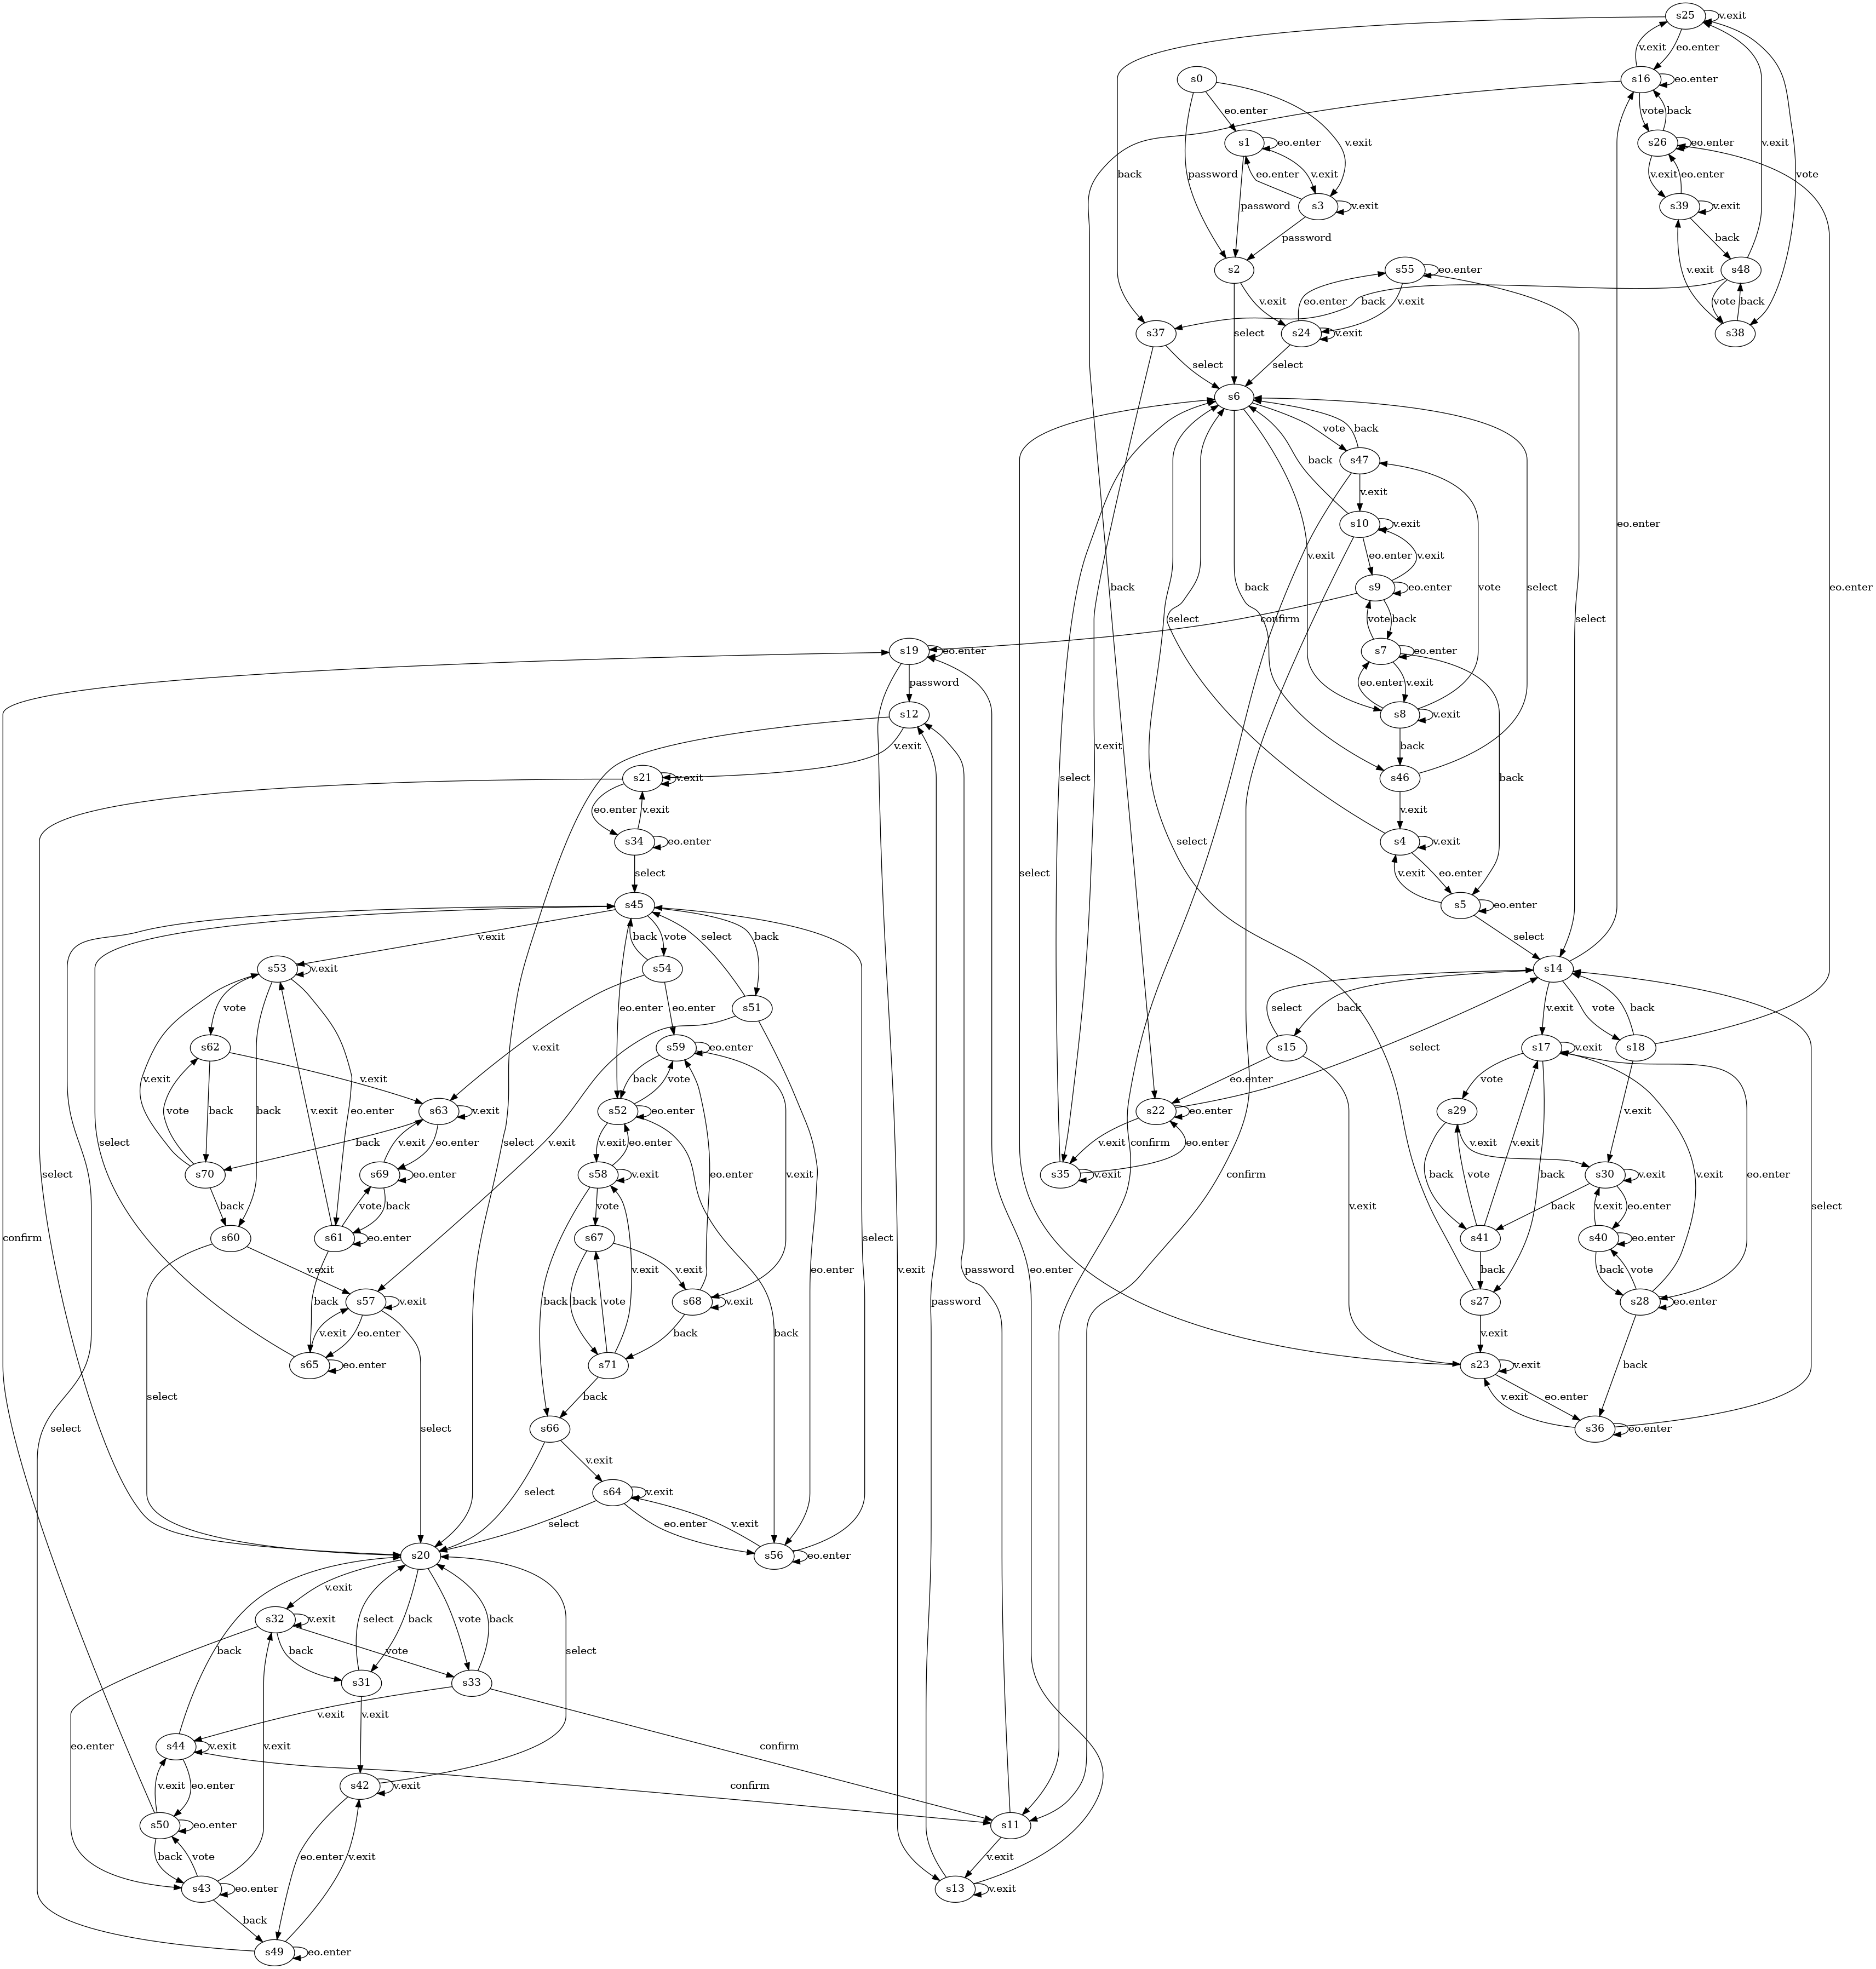 s25 v.exit
v.exit eo.enter
s0 s16 eo.enter
eo.enter vote back
s1 eo.enter v.exit s26 eo.enter v.exit
back password password eo.enter v.exit v.exit eo.enter vote
s3 v.exit s39 v.exit
password back
s2 s55 eo.enter v.exit s48
v.exit eo.enter v.exit back vote back
s37 select s24 v.exit s38
select select eo.enter
s6
vote back
back s47
v.exit
s10 v.exit
v.exit back eo.enter v.exit eo.enter
back s9 eo.enter vote select select
confirm vote back
s19 eo.enter select s7 eo.enter
password eo.enter v.exit
s12 s8 v.exit
v.exit v.exit back
s21 v.exit select s46 back
eo.enter v.exit v.exit
s34 eo.enter select s4 v.exit
select select v.exit eo.enter
s45 s5 eo.enter
v.exit back vote select back select
s53 v.exit s54 s14
vote eo.enter eo.enter s51 select back v.exit vote back
s62 v.exit s59 eo.enter s15 s17 v.exit s18
v.exit back eo.enter back vote eo.enter select vote v.exit
vote v.exit s63 v.exit s52 eo.enter s22 eo.enter s29
back back v.exit eo.enter v.exit eo.enter eo.enter v.exit confirm v.exit eo.enter back v.exit
select s70 s69 eo.enter s58 v.exit v.exit select s35 v.exit confirm vote v.exit s30 v.exit v.exit eo.enter select
back vote back vote back v.exit back back v.exit eo.enter
confirm s60 s61 eo.enter s67 select v.exit s41 s40 eo.enter
v.exit v.exit eo.enter password eo.enter back back vote
back s57 v.exit back vote v.exit s68 v.exit password s27 s28 eo.enter
v.exit eo.enter back v.exit
s65 eo.enter s71 back s23 v.exit back
select select back v.exit eo.enter
select s66 s36 eo.enter
v.exit
select s64 v.exit
select eo.enter v.exit
s20 s56 eo.enter
v.exit
s32 v.exit select back vote back
back back vote select
s31 s33
v.exit v.exit
eo.enter s44 v.exit v.exit confirm
v.exit eo.enter s42 v.exit confirm
s50 eo.enter s11
back vote eo.enter v.exit v.exit
s43 eo.enter s13 v.exit
back
s49 eo.enter